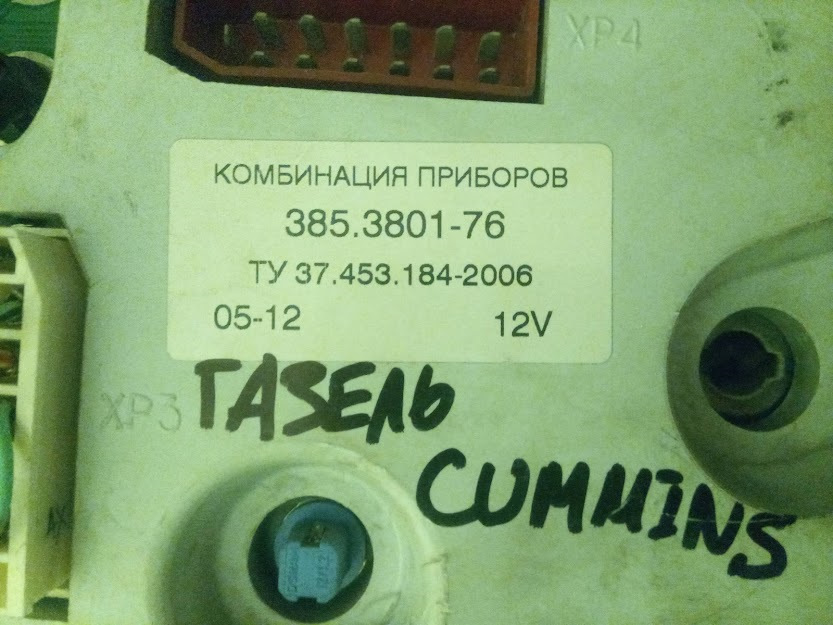 XP4
КОМБИНАЦИЯ ПРИБОРОВ
385.3801-76
ТУ 37.453.184-2006
05-12
12V
XP3
ГАЗЕЛЬ
CUMMINS